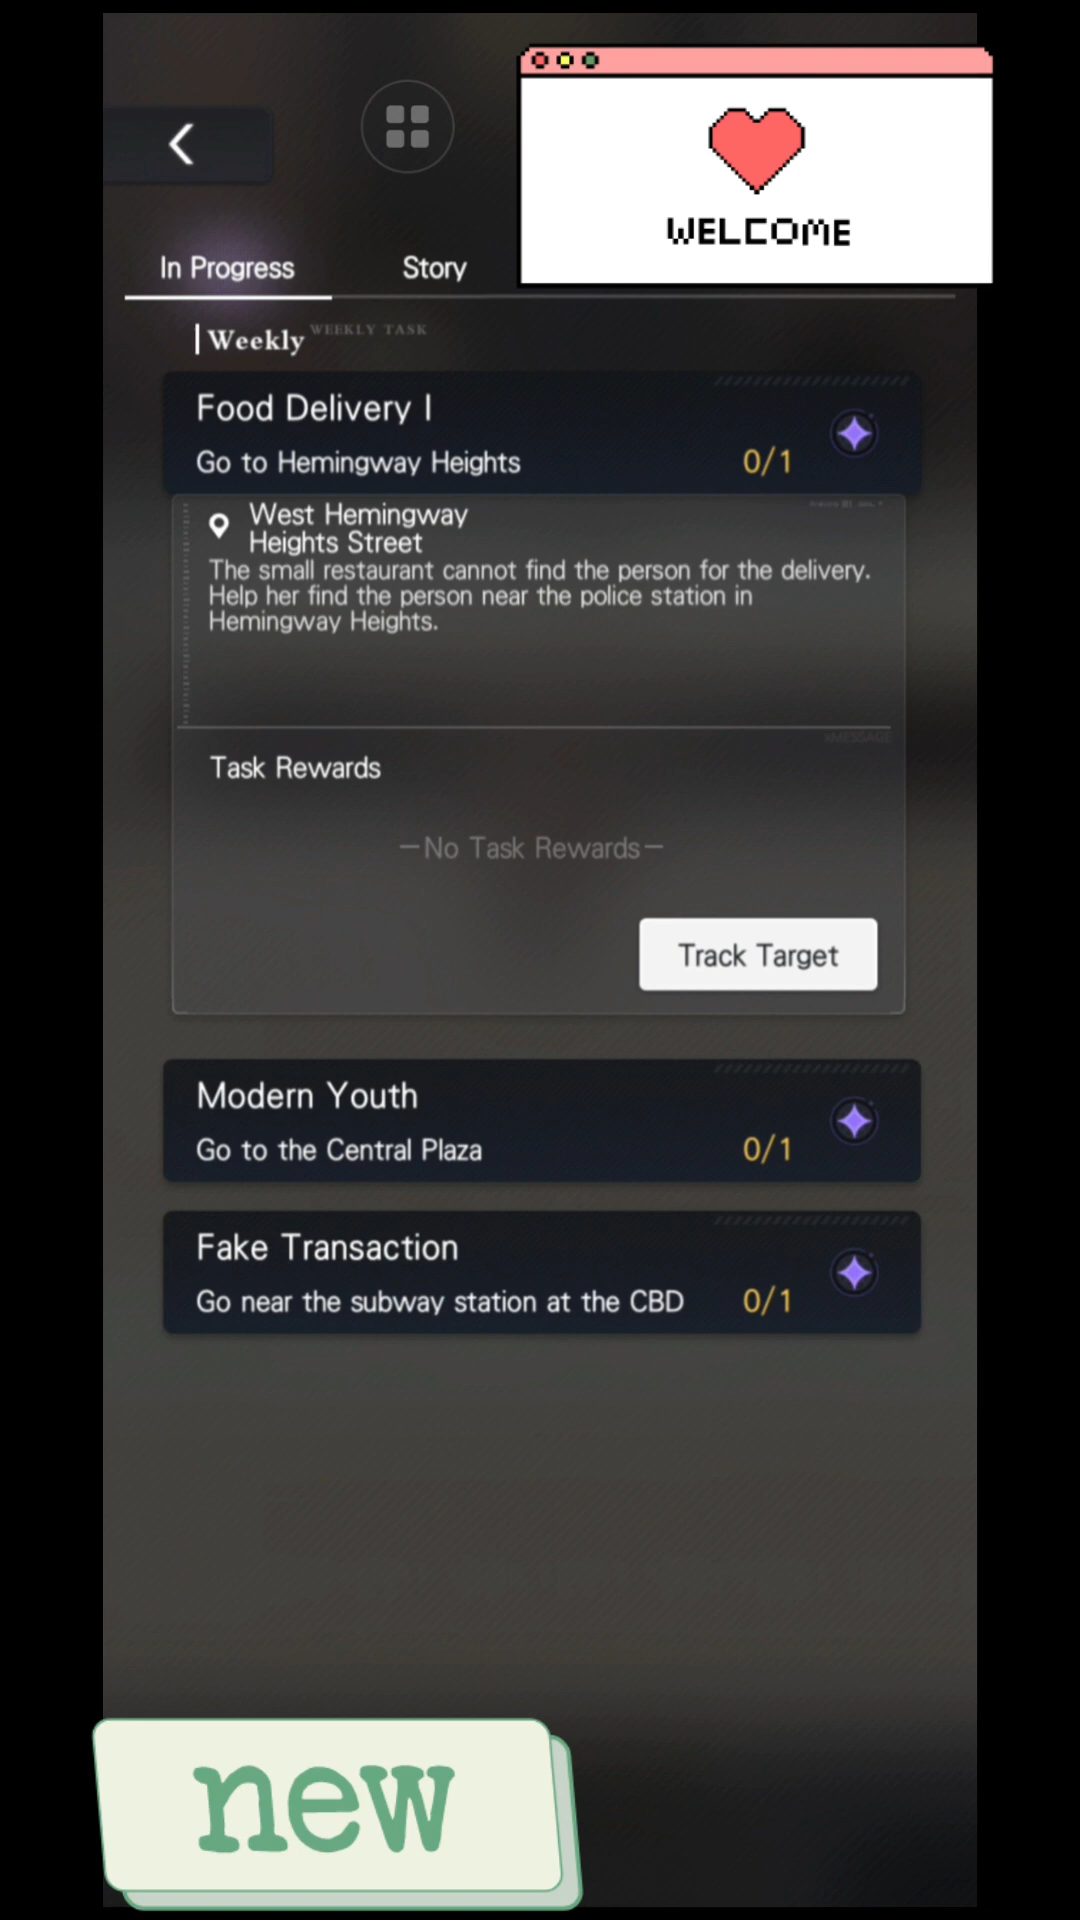 WELCOME
In Progress
Story
Weekly
WEEKLY TASK
Food Delivery I
Go to Hemingway Heights
0/1
West Hemingway
Heights Street
The small restaurant cannot find the person for the delivery.
Help her find the person near the police station in
Hemingway Heights.
xMESSAGE
Task Rewards
—No Task Rewards—
Track Target
Modern Youth
Go to the Central Plaza
0/1
Fake Transaction
Go near the subway station at the CBD
0/1
new